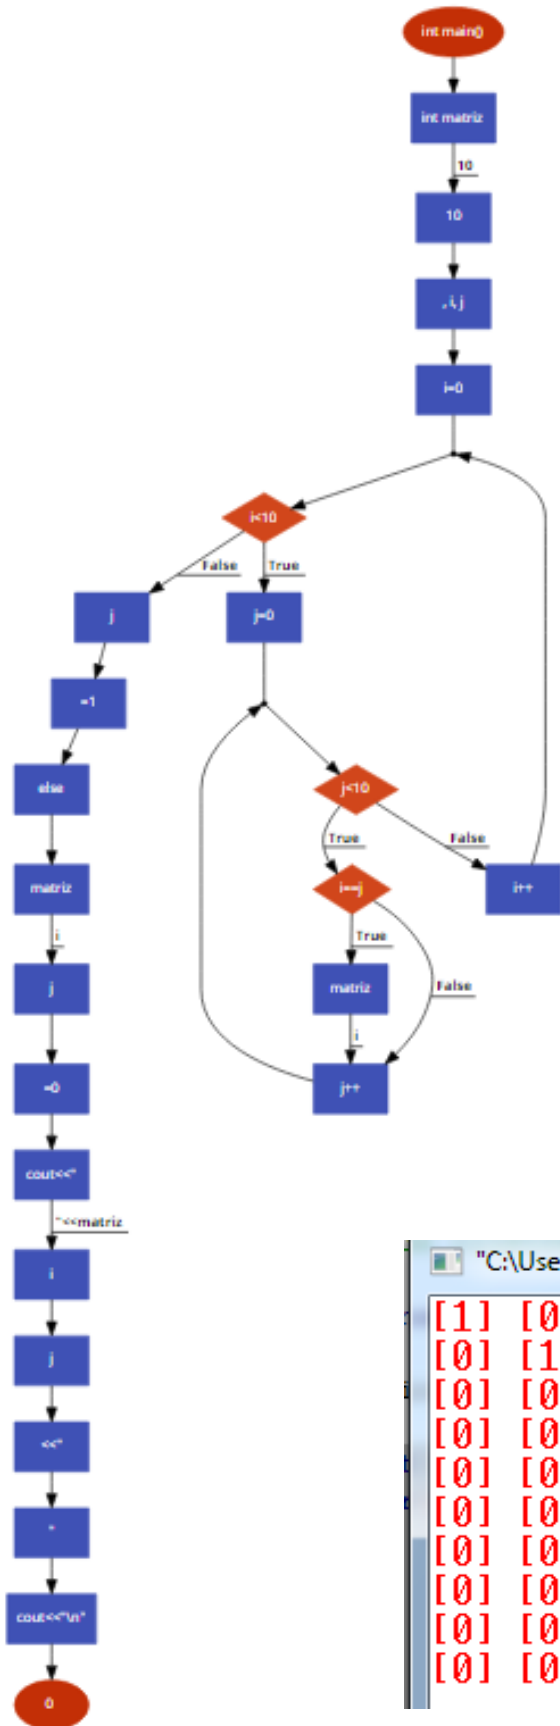 int main()
int matriz
10
10
, i, j
i=0
i<10
False
True
j
j=0
=1
j<10
else
True
False
i==j
matriz
i++
i
True
j
matriz
False
i
=0
j++
cout<<"
"<<matriz
i
j
<<"
"
cout<<"\n"
0
"C:\Use
[1] [0
[0] [1
[0] [0
[0] [0
[0] [0
[0] [0
[0] [0
[0] [0
[0] [0
[0] [0